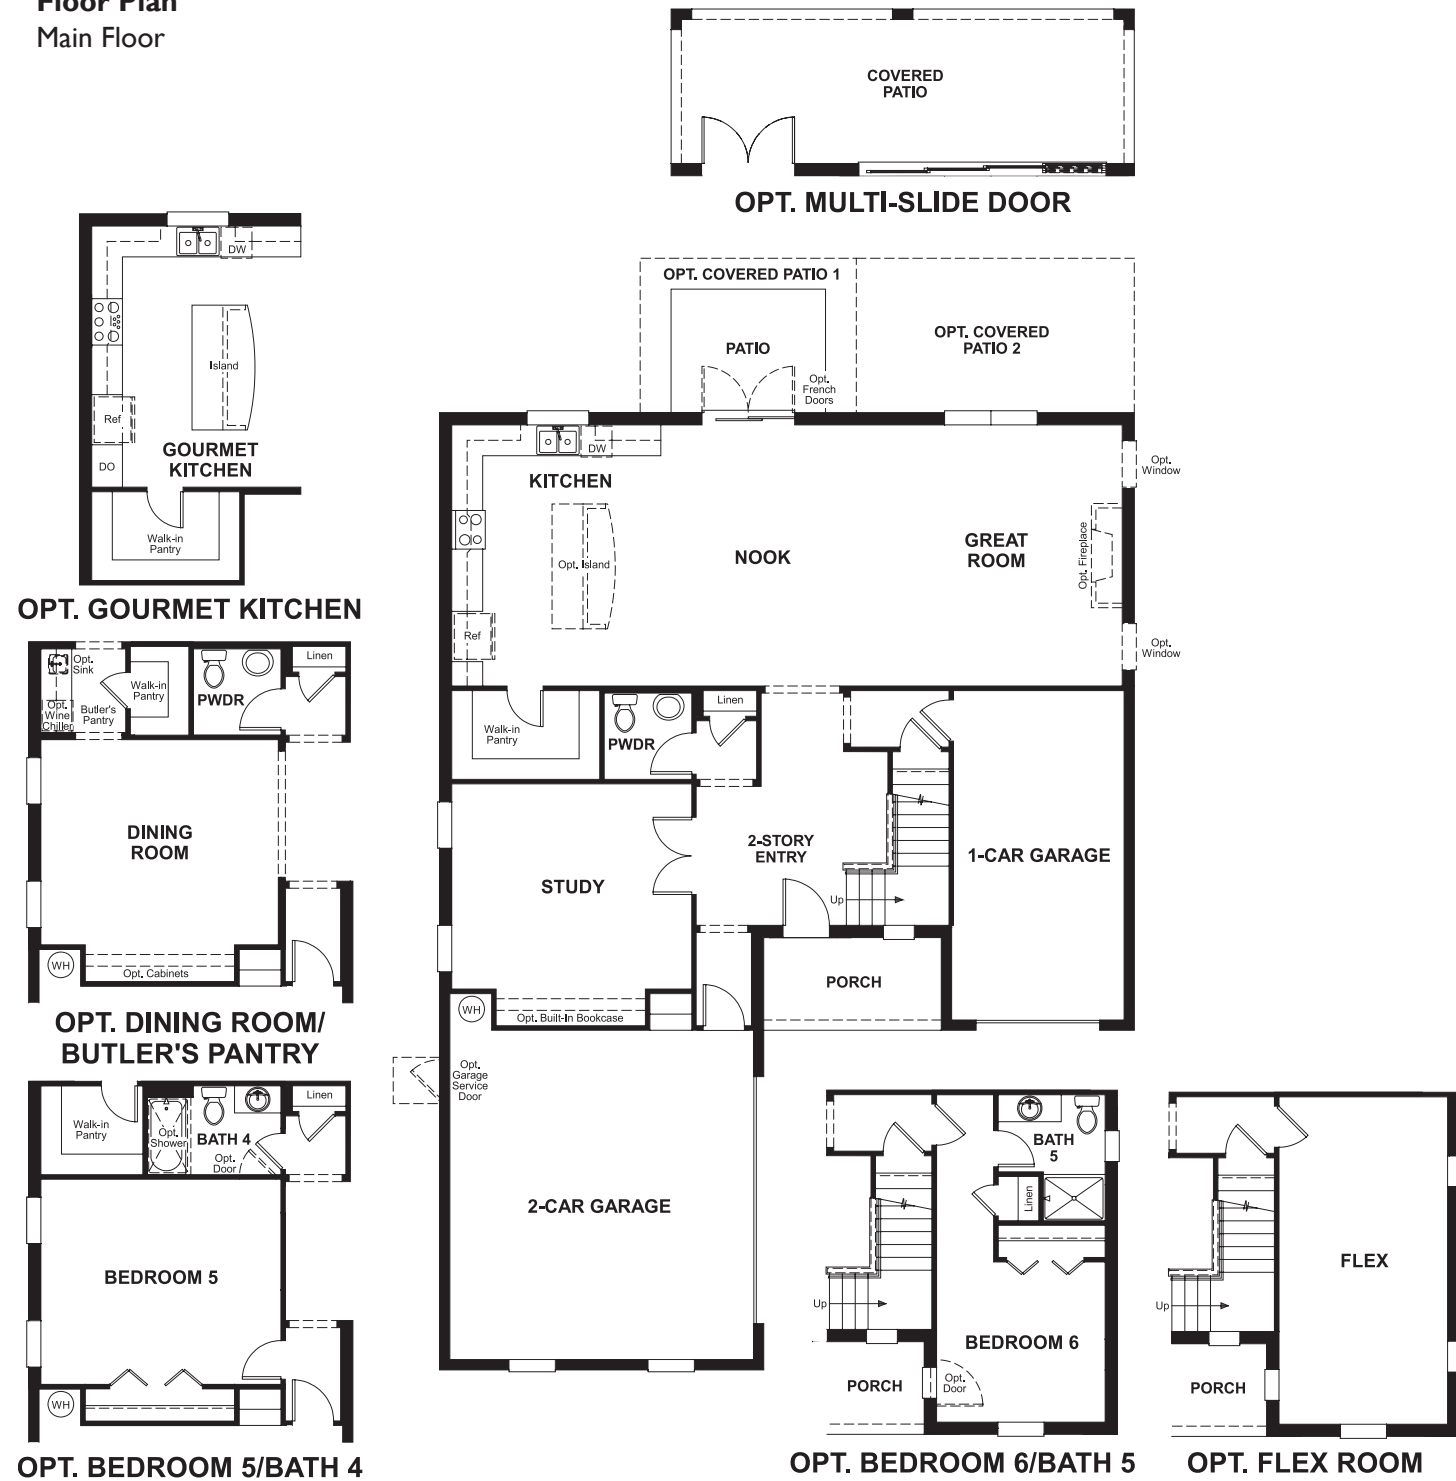 Floor Plan
Main Floor
COVERED
PATIO
OPT. MULTI-SLIDE DOOR
DW
Island
Ref
DO
GOURMET
KITCHEN
Walk-in
Pantry
OPT. GOURMET KITCHEN
OPT. COVERED PATIO 1
OPT. COVERED
PATIO 2
PATIO
Opt.
French
Doors
DW
KITCHEN
Opt. Island
NOOK
GREAT
ROOM
Opt.
Window
Opt. Fireplace
Opt.
Window
Ref
Walk-in
Pantry
PWDR
Linen
2-STORY
ENTRY
1-CAR GARAGE
STUDY
Up
PORCH
WH
Opt. Built-In Bookcase
Opt.
Garage
Service
Door
2-CAR GARAGE
Opt.
Sink
Opt.
Wine
Chiller
Butler's
Pantry
Walk-in
Pantry
PWDR
Linen
DINING
ROOM
WH
Opt. Cabinets
OPT. DINING ROOM/
BUTLER'S PANTRY
Walk-in
Pantry
Opt.
Shower
BATH 4
Opt.
Door
Linen
BEDROOM 5
WH
OPT. BEDROOM 5/BATH 4
BATH
5
Linen
Up
BEDROOM 6
PORCH
Opt.
Door
OPT. BEDROOM 6/BATH 5
FLEX
Up
PORCH
OPT. FLEX ROOM